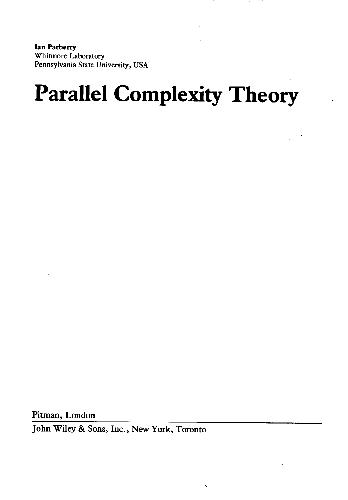 Ian Parberry
Whitmore Laboratory
Pennsylvania State University, USA
Parallel Complexity Theory
Pitman, London
John Wiley & Sons, Inc., New York, Toronto